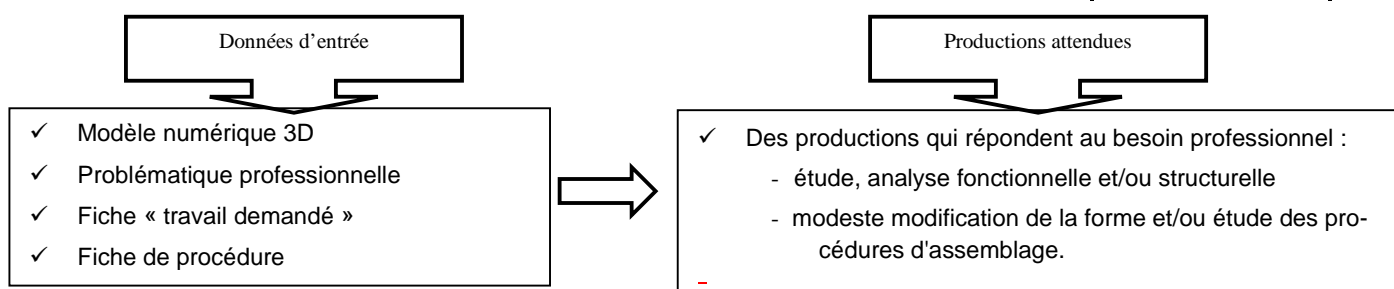 Données d'entrée
Productions attendues
✓ Modèle numérique 3D
✓ Problématique professionnelle
✓ Fiche « travail demandé »
✓ Fiche de procédure
✓ Des productions qui répondent au besoin professionnel :
- étude, analyse fonctionnelle et/ou structurelle
- modeste modification de la forme et/ou étude des pro-
cédures d'assemblage.
-